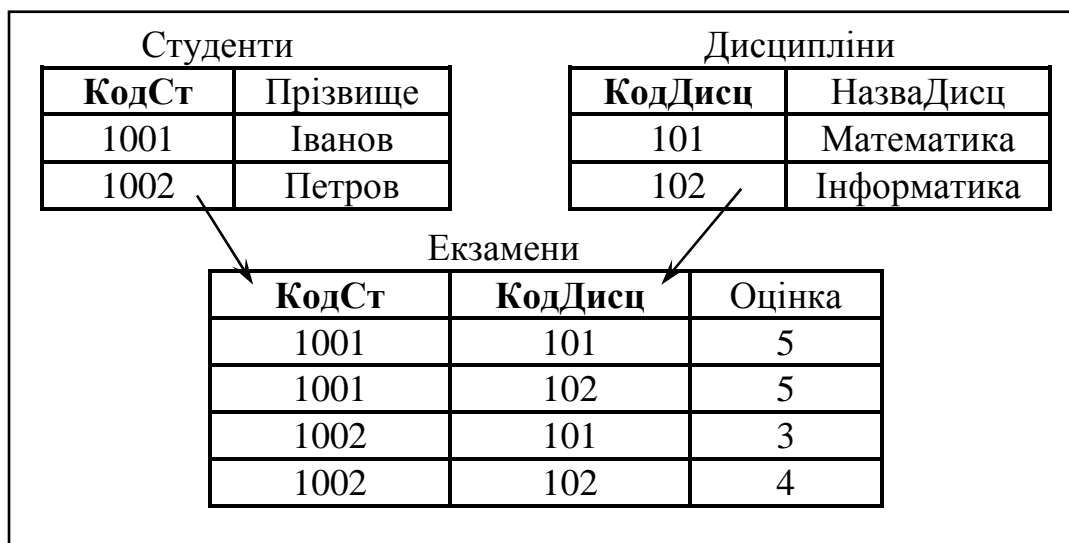 Студенти Дисципліни
КодСт Прізвище КодДисц НазваДисц
1001 Іванов 101 Математика
1002 Петров 102 Інформатика
Екзамени
КодСт КодДисц Оцінка
1001 101 5
1001 102 5
1002 101 3
1002 102 4